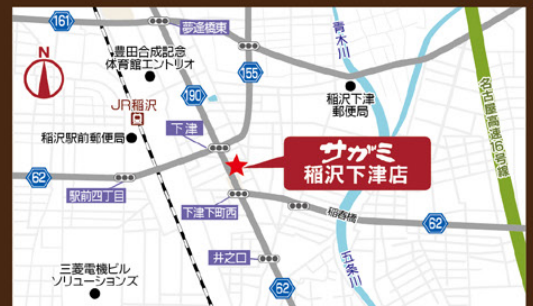 161
夢逢橋東
青木川
N
豊田合成記念
体育館エントリオ
155
JR稲沢
190
稲沢下津
郵便局
名古屋高速16号線
稲沢駅前郵便局
下津
サガミ
稲沢下津店
62
駅前四丁目
下津下町西
稲春橋
62
井之口
五条川
三菱電機ビル
ソリューションズ
62